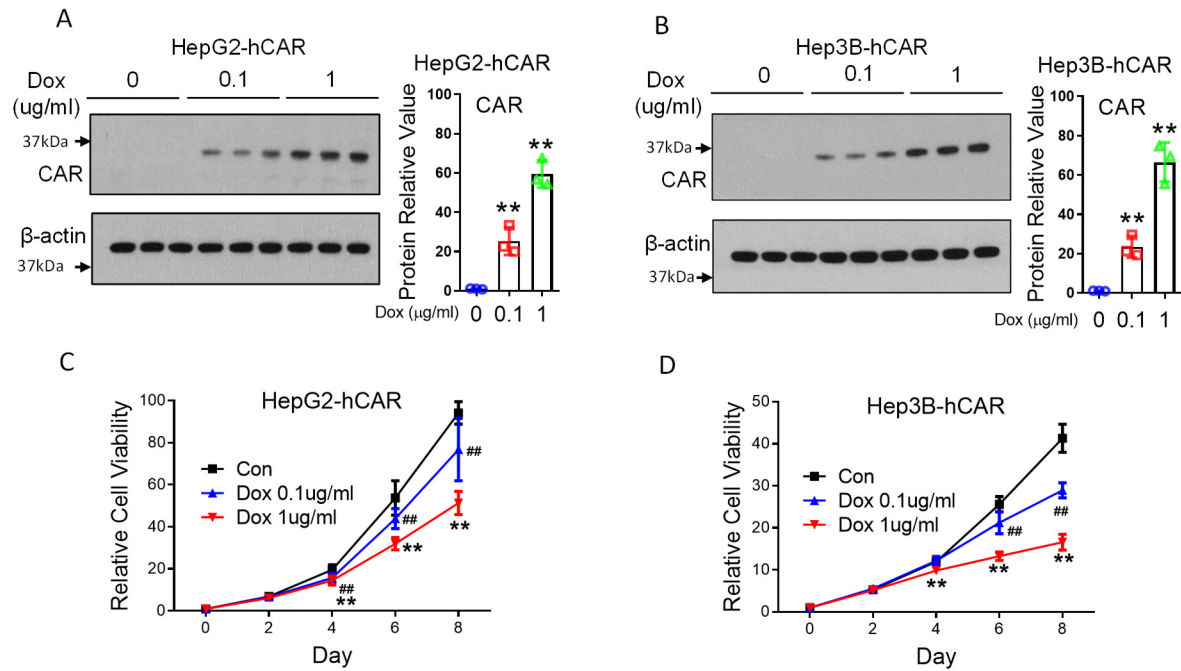 A
HepG2-hCAR
Dox
(ug/ml)
0 0.1 1
37kDa
CAR
β-actin
37kDa
HepG2-hCAR
CAR
Protein Relative Value
100
80
60
40
20
0
**
**
Dox (μg/ml) 0 0.1 1
B
Hep3B-hCAR
Dox
(ug/ml)
0 0.1 1
37kDa
CAR
β-actin
37kDa
Hep3B-hCAR
CAR
Protein Relative Value
100
80
60
40
20
0
**
**
Dox (μg/ml) 0 0.1 1
C
HepG2-hCAR
Relative Cell Viability
100
80
60
40
20
0
Con
Dox 0.1ug/ml
Dox 1ug/ml
##
##
**
**
##
**
0 2 4 6 8
Day
D
Hep3B-hCAR
Relative Cell Viability
50
40
30
20
10
0
Con
Dox 0.1ug/ml
Dox 1ug/ml
##
##
**
**
**
0 2 4 6 8
Day